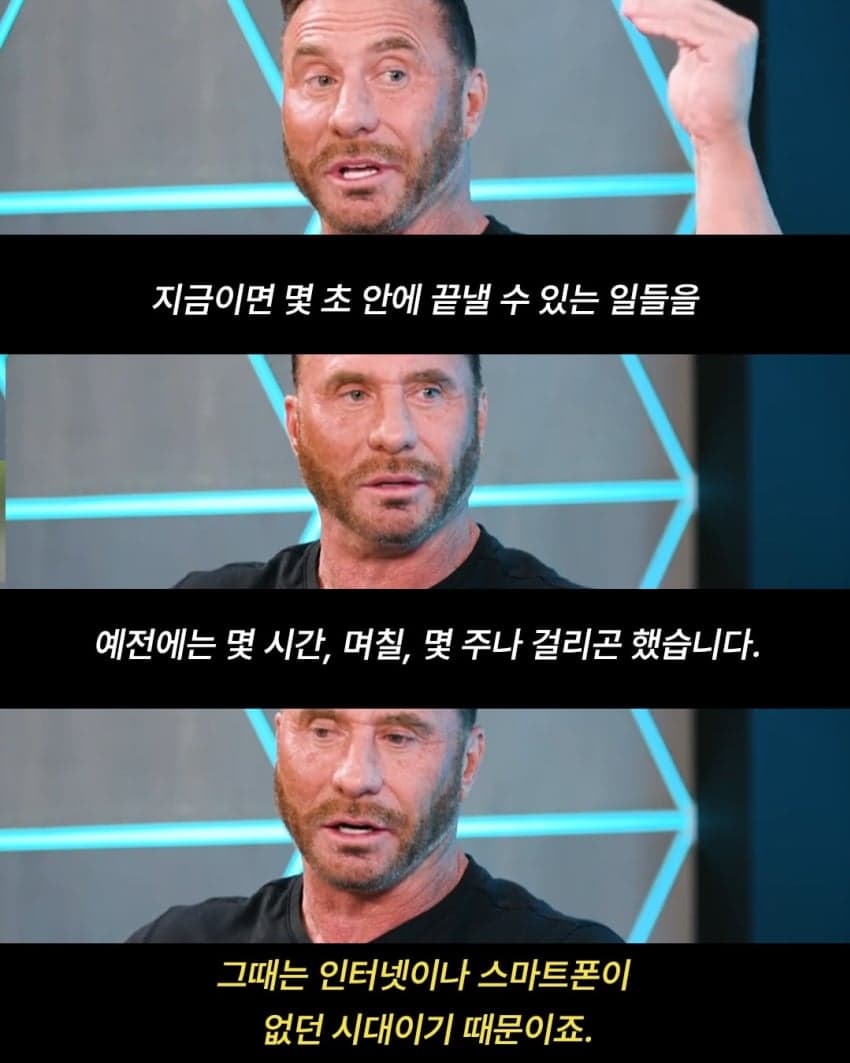 지금이면 몇 초 안에 끝낼 수 있는 일들을
예전에는 몇 시간, 며칠, 몇 주나 걸리곤 했습니다.
그때는 인터넷이나 스마트폰이
없던 시대이기 때문이죠.